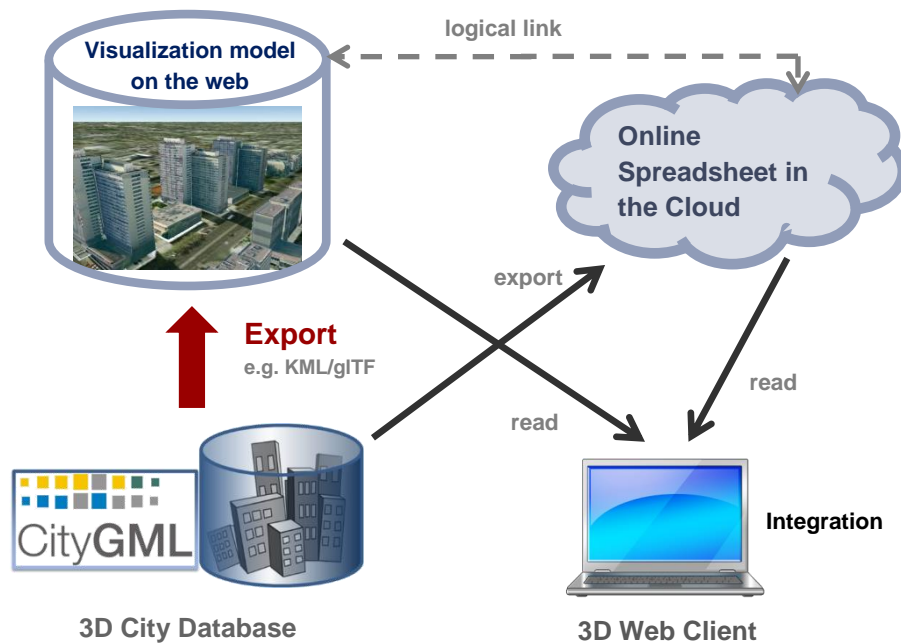 logical link
Visualization model
on the web
Online
Spreadsheet in
the Cloud
export
Export
e.g. KML/glTF
read
read
CityGML
Integration
3D City Database
3D Web Client